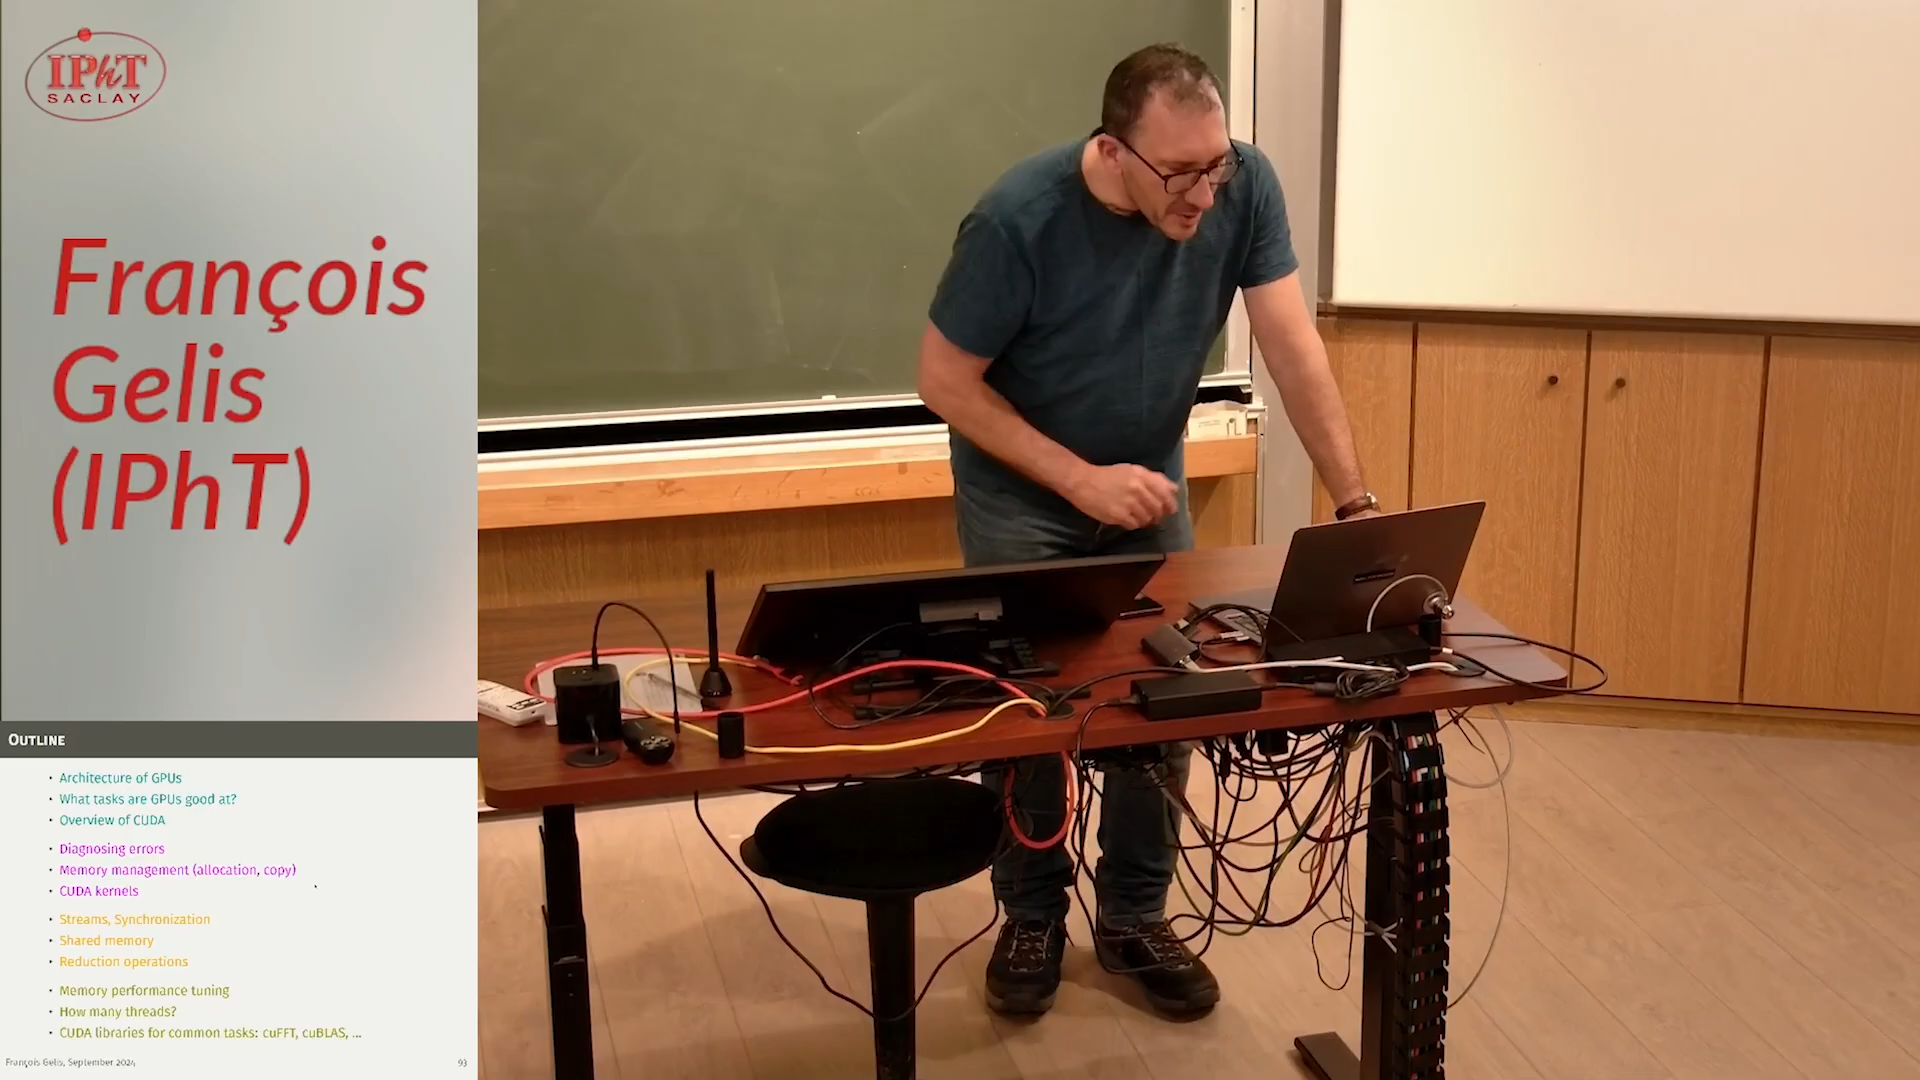 IPhT
SACLAY
François
Gelis
(IPhT)
OUTLINE
• Architecture of GPUs
• What tasks are GPUs good at?
• Overview of CUDA
• Diagnosing errors
• Memory management (allocation, copy)
• CUDA kernels
• Streams, Synchronization
• Shared memory
• Reduction operations
• Memory performance tuning
• How many threads?
• CUDA libraries for common tasks: cuFFT, cuBLAS, ...
François Gelis, September 2024
93